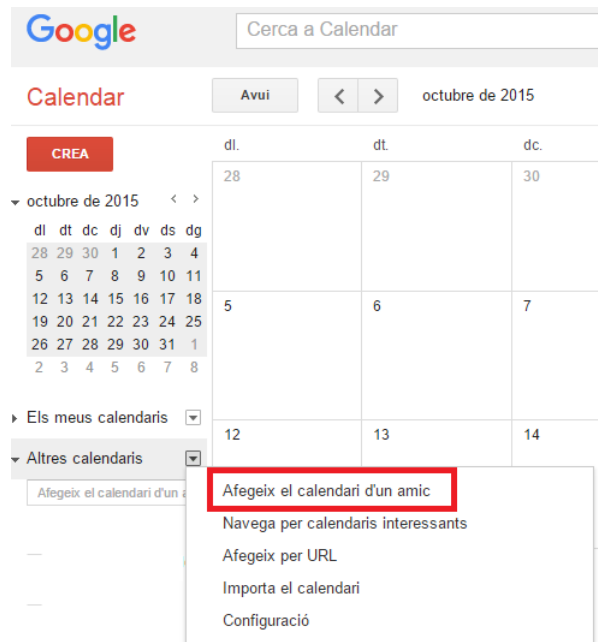 Google
Cerca a Calendar
Calendar
Avui < > octubre de 2015
CREA
dl. dt. dc.
28 29 30
octubre de 2015 < >
dl dt dc dj dv ds dg
28 29 30 1 2 3 4
5 6 7 8 9 10 11
12 13 14 15 16 17 18
19 20 21 22 23 24 25
26 27 28 29 30 31 1
2 3 4 5 6 7 8
5 6 7
Els meus calendaris
12 13 14
Altres calendaris
Afegeix el calendari d'un
Afegeix el calendari d'un amic
Navega per calendaris interessants
Afegeix per URL
Importa el calendari
Configuració